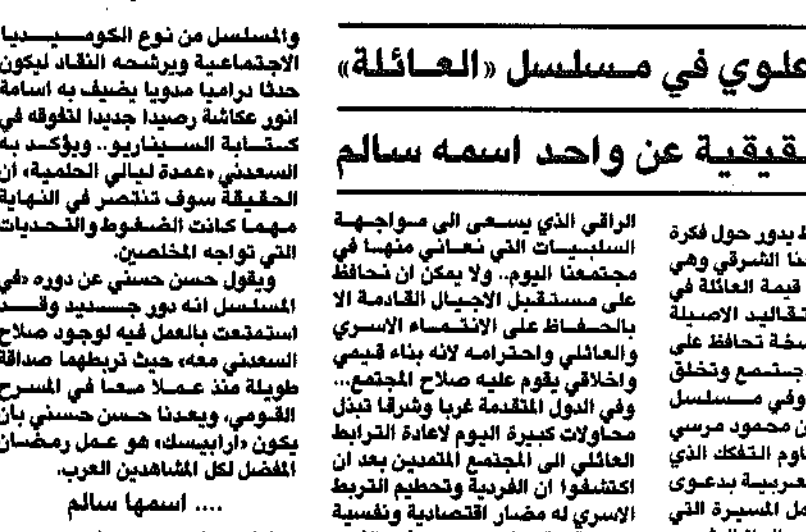 علوي في مسلسل «العائلة»
قيقية عن واحد اسمه سالم
يدور حول فكرة
نا الشرقي وهي
قيمة العائلة في
تقاليد الاصيلة
سخة تحافظ على
جتمع وتخلق
وفي مسلسل
ن محمود مرسي
اوم التفكك الذي
عربية بدعوى
ل المسيرة التي
الراقي الذي يسعى الى مواجهة
السلبيات التي نعاني منها في
مجتمعنا اليوم.. ولا يمكن ان نحافظ
على مستقبل الاجيال القادمة الا
بالحفاظ على الانتماء الاسري
والعائلي واحترامه لانه بناء قيمي
واخلاقي يقوم عليه صلاح المجتمع...
وفي الدول المتقدمة غربا وشرقا تبذل
محاولات كبيرة اليوم لاعادة الترابط
العائلي الى المجتمع المتمدين بعد ان
اكتشفوا ان الفردية وتحطيم التربط
الاسري له مضار اقتصادية ونفسية
والمسلسل من نوع الكوميديا
الاجتماعية ويرشحه النقاد ليكون
حدثا دراميا مدويا يضيف به اسامة
انور عكاشة رصيدا جديدا لتفوقه في
كتابة السيناريو.. ويؤكد به
السعدني «عمدة ليالي الحلمية» أن
الحقيقة سوف تنتصر في النهاية
مهما كانت الضغوط والتحديات
التي تواجه المخلصين.
ويقول حسن حسني عن دوره «في
المسلسل انه دور جديد وقد
استمتعت بالعمل فيه لوجود صلاح
السعدني معه» حيث تربطهما صداقة
طويلة منذ عملا معا في المسرح
القومي، ويعدنا حسن حسني بان
يكون «ارابيسك» هو عمل رمضان
المفضل لكل المشاهدين العرب.
.... اسمها سالم